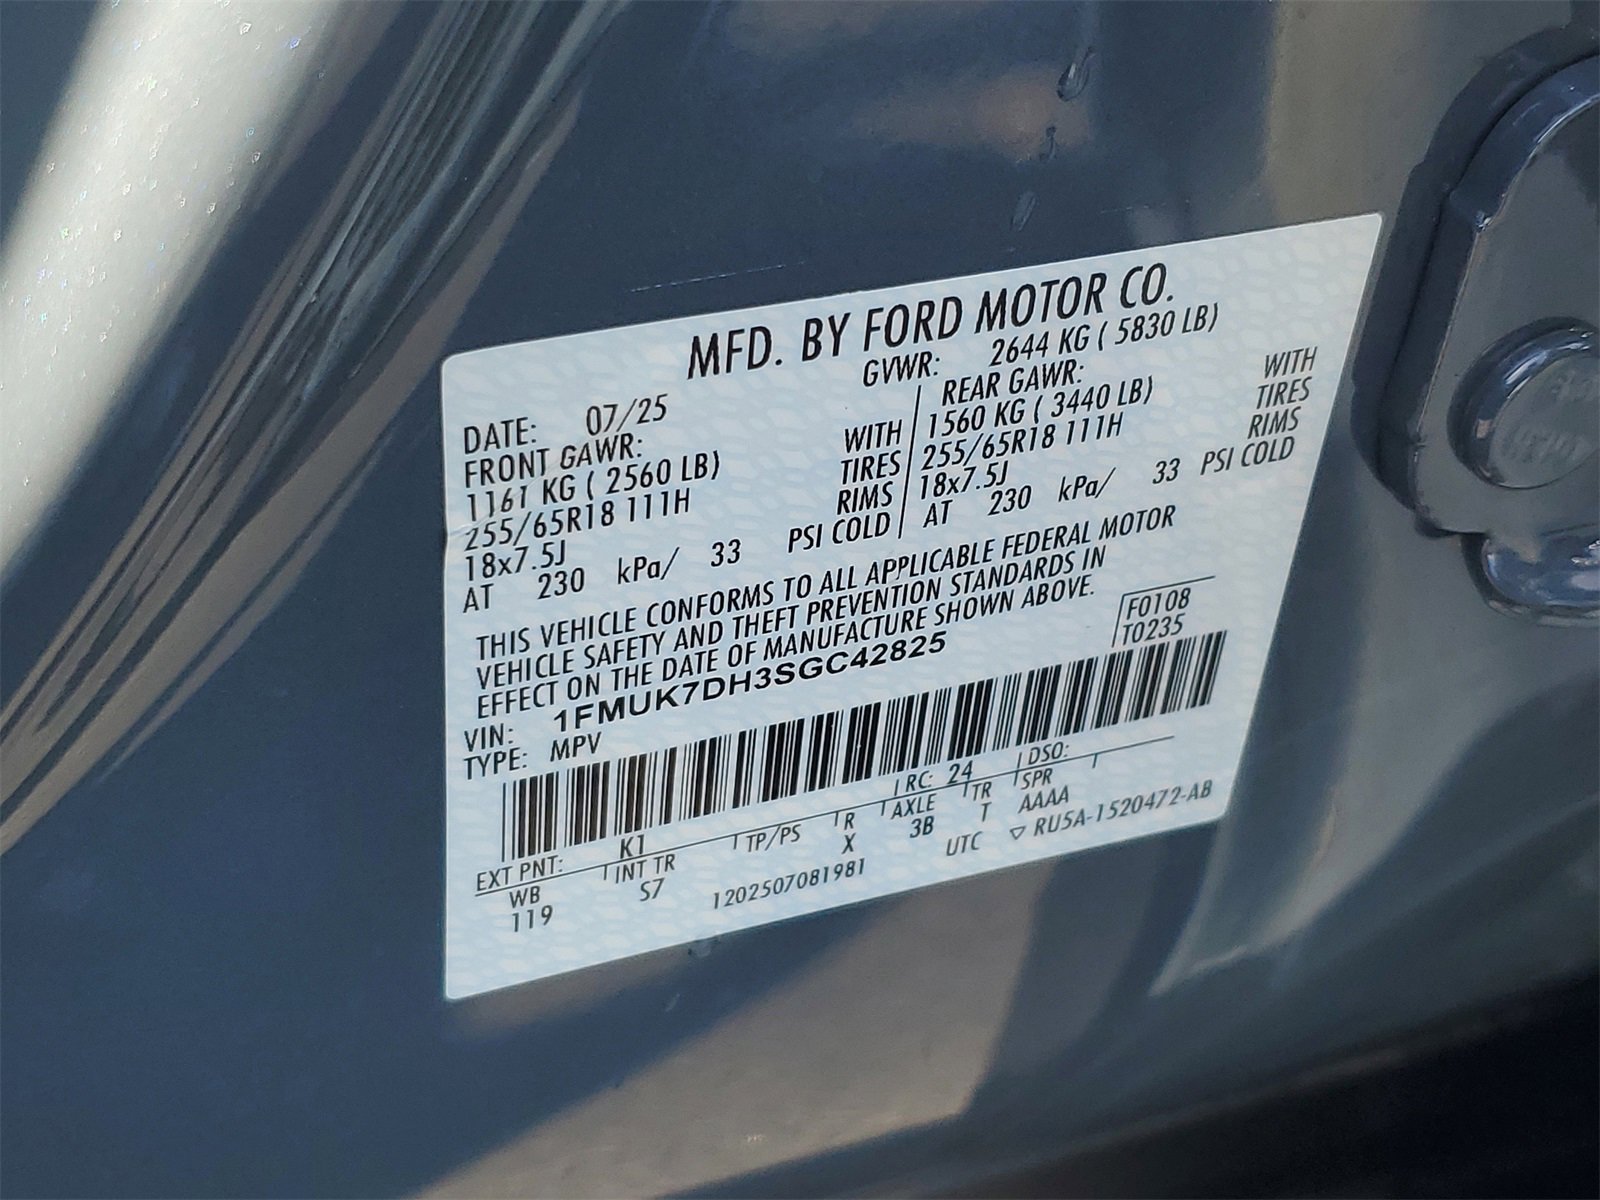 MFD. BY FORD MOTOR CO.
DATE: 07/25 GVWR: 2644 KG ( 5830 LB)
FRONT GAWR: REAR GAWR:
1161 KG ( 2560 LB) WITH 1560 KG ( 3440 LB) WITH
255/65R18 111H TIRES 255/65R18 111H TIRES
18x7.5J RIMS 18x7.5J RIMS
AT 230 kPa/ 33 PSI COLD AT 230 kPa/ 33 PSI COLD
THIS VEHICLE CONFORMS TO ALL APPLICABLE FEDERAL MOTOR
VEHICLE SAFETY AND THEFT PREVENTION STANDARDS IN
EFFECT ON THE DATE OF MANUFACTURE SHOWN ABOVE.
F0108
T0235
VIN: 1FMUK7DH3SGC42825
TYPE: MPV
EXT PNT: K1 RC: 24 DSO:
WB INT TR TP/PS R AXLE TR SPR
119 S7 X 3B T AAAA
1202507081981 UTC ▽ RU5A-1520472-AB